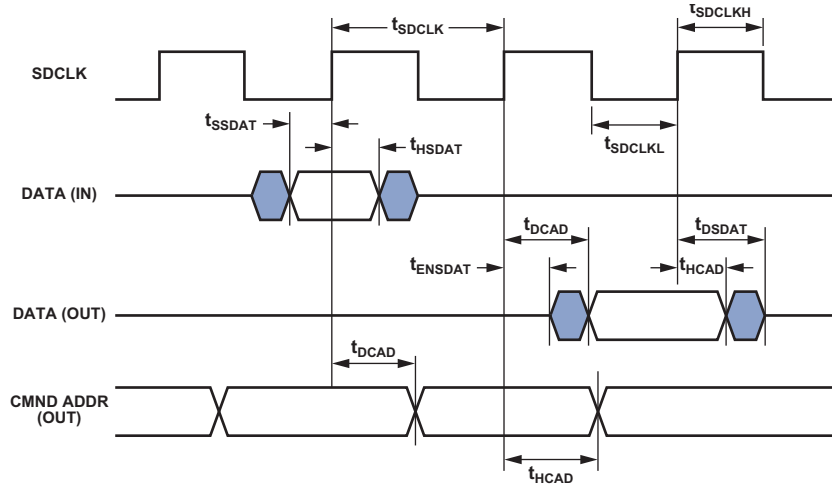 tSDCLK
tSDCLKH
SDCLK
tSSDAT
tHSDAT
tSDCLKL
DATA (IN)
tDCAD
tDSDAT
tENSDAT
tHCAD
DATA (OUT)
tDCAD
CMND ADDR
(OUT)
tHCAD